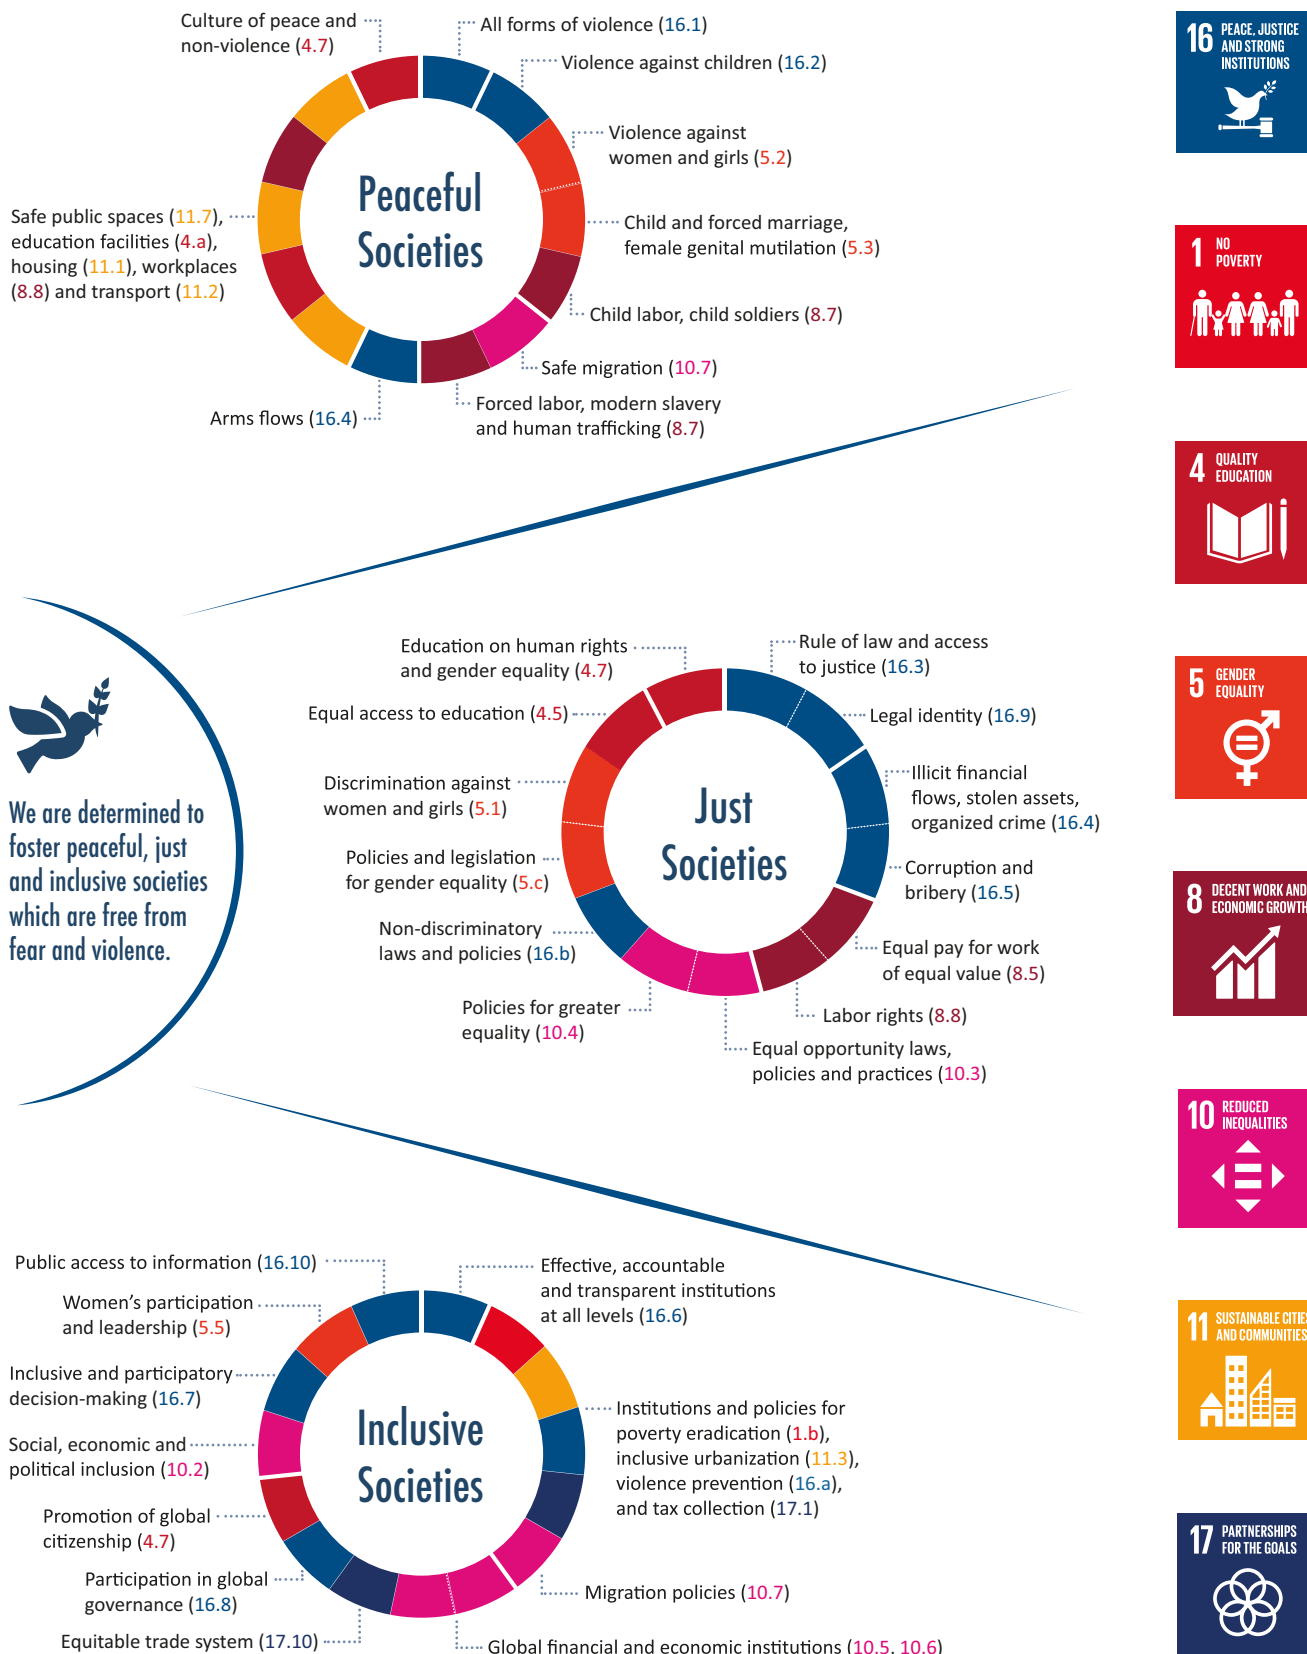 Culture of peace and
non-violence (4.7)
All forms of violence (16.1)
Violence against children (16.2)
Violence against
women and girls (5.2)
Child and forced marriage,
female genital mutilation (5.3)
Child labor, child soldiers (8.7)
Safe migration (10.7)
Forced labor, modern slavery
and human trafficking (8.7)
Arms flows (16.4)
Safe public spaces (11.7),
education facilities (4.a),
housing (11.1), workplaces
(8.8) and transport (11.2)
Peaceful
Societies
We are determined to
foster peaceful, just
and inclusive societies
which are free from
fear and violence.
Education on human rights
and gender equality (4.7)
Rule of law and access
to justice (16.3)
Legal identity (16.9)
Illicit financial
flows, stolen assets,
organized crime (16.4)
Corruption and
bribery (16.5)
Equal pay for work
of equal value (8.5)
Labor rights (8.8)
Equal opportunity laws,
policies and practices (10.3)
Policies for greater
equality (10.4)
Non-discriminatory
laws and policies (16.b)
Policies and legislation
for gender equality (5.c)
Discrimination against
women and girls (5.1)
Equal access to education (4.5)
Just
Societies
Public access to information (16.10)
Effective, accountable
and transparent institutions
at all levels (16.6)
Institutions and policies for
poverty eradication (1.b),
inclusive urbanization (11.3),
violence prevention (16.a),
and tax collection (17.1)
Migration policies (10.7)
Global financial and economic institutions (10.5, 10.6)
Equitable trade system (17.10)
Participation in global
governance (16.8)
Promotion of global
citizenship (4.7)
Social, economic and
political inclusion (10.2)
Inclusive and participatory
decision-making (16.7)
Women's participation
and leadership (5.5)
Inclusive
Societies
16 PEACE, JUSTICE
AND STRONG
INSTITUTIONS
1 NO
POVERTY
4 QUALITY
EDUCATION
5 GENDER
EQUALITY
8 DECENT WORK AND
ECONOMIC GROWTH
10 REDUCED
INEQUALITIES
11 SUSTAINABLE CITIES
AND COMMUNITIES
17 PARTNERSHIPS
FOR THE GOALS